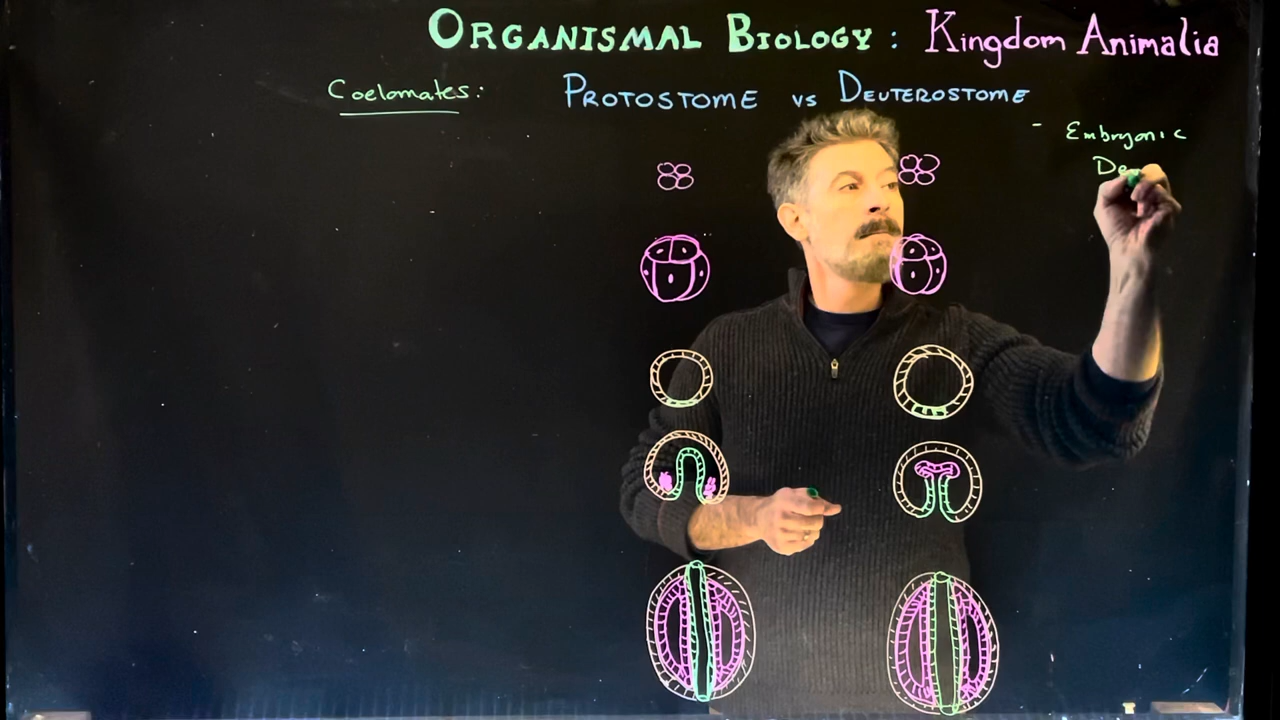 ORGANISMAL BIOLOGY: Kingdom Animalia
Coelomates: PROTOSTOME vs DEUTEROSTOME
- Embryonic